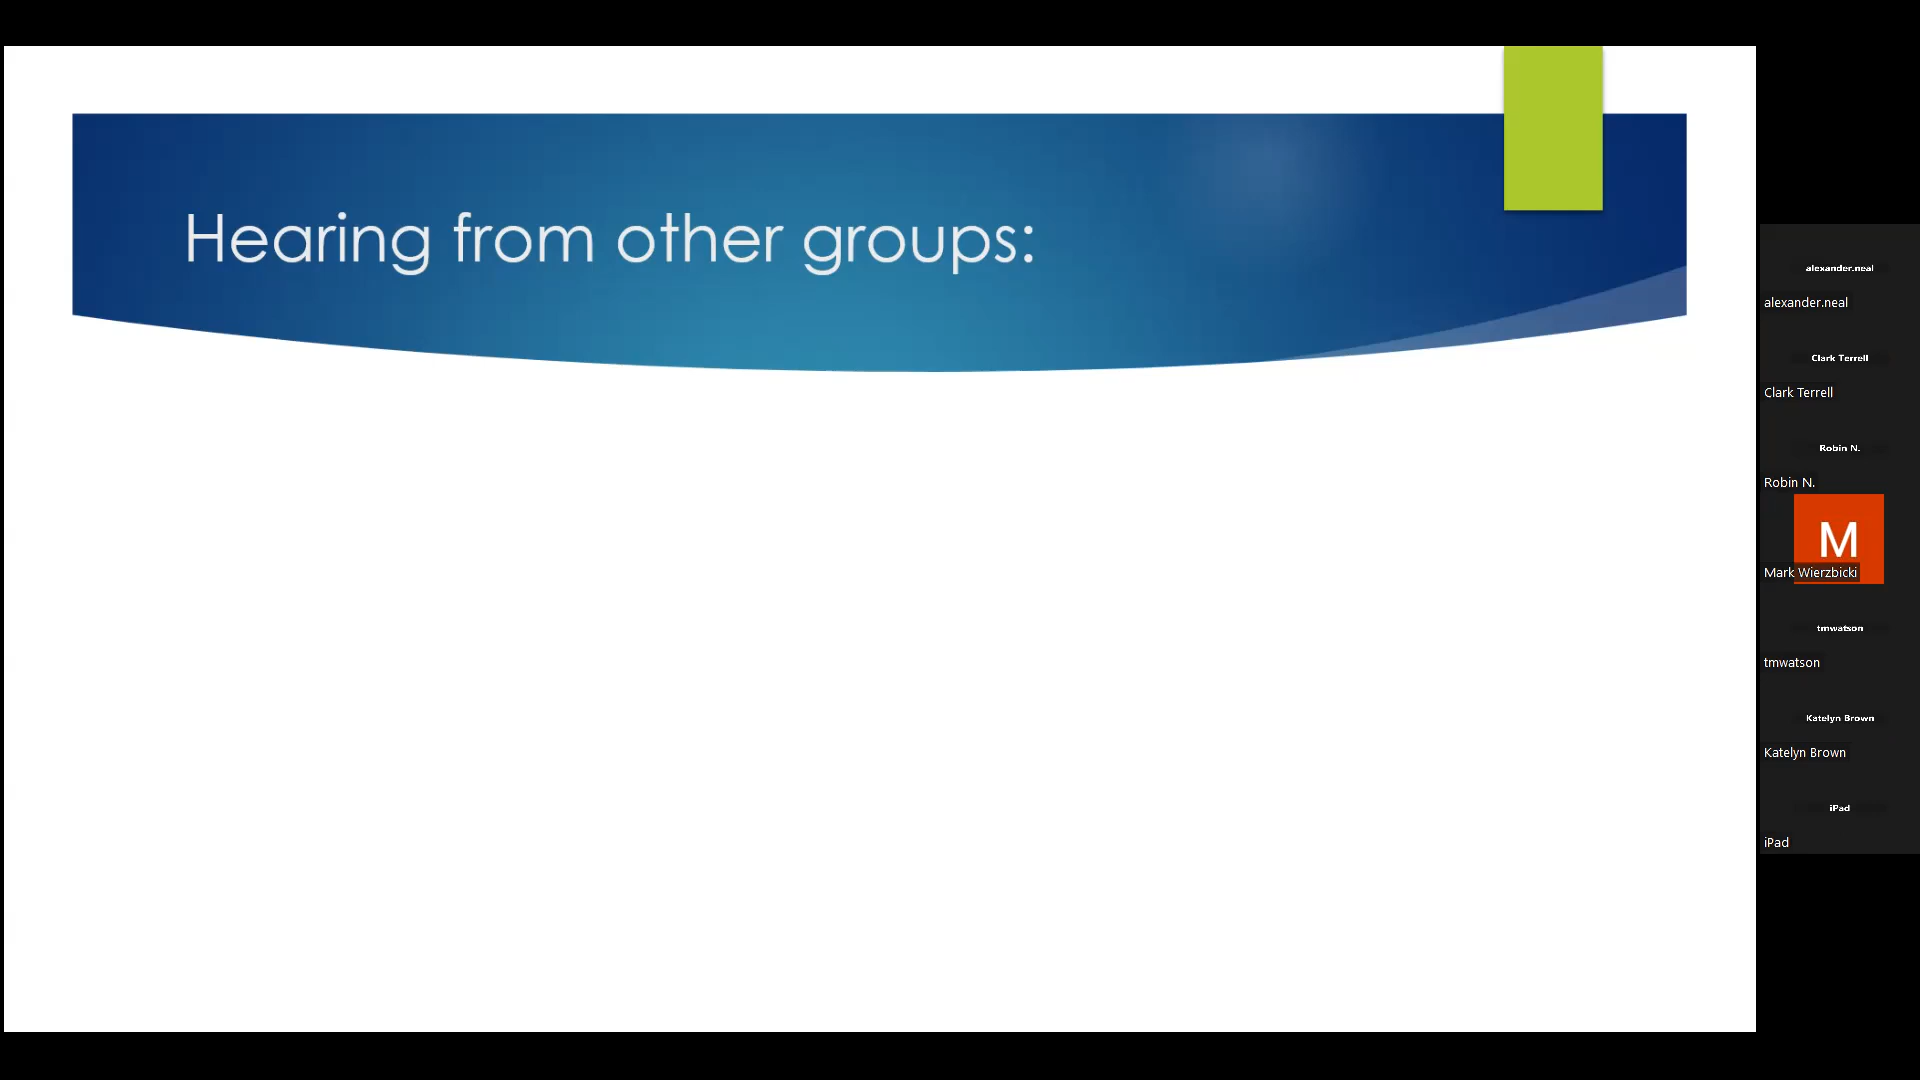 Hearing from other groups:
alexander.neal
alexander.neal
Clark Terrell
Clark Terrell
Robin N.
Robin N.
M
Mark Wierzbicki
tmwatson
tmwatson
Katelyn Brown
Katelyn Brown
iPad
iPad